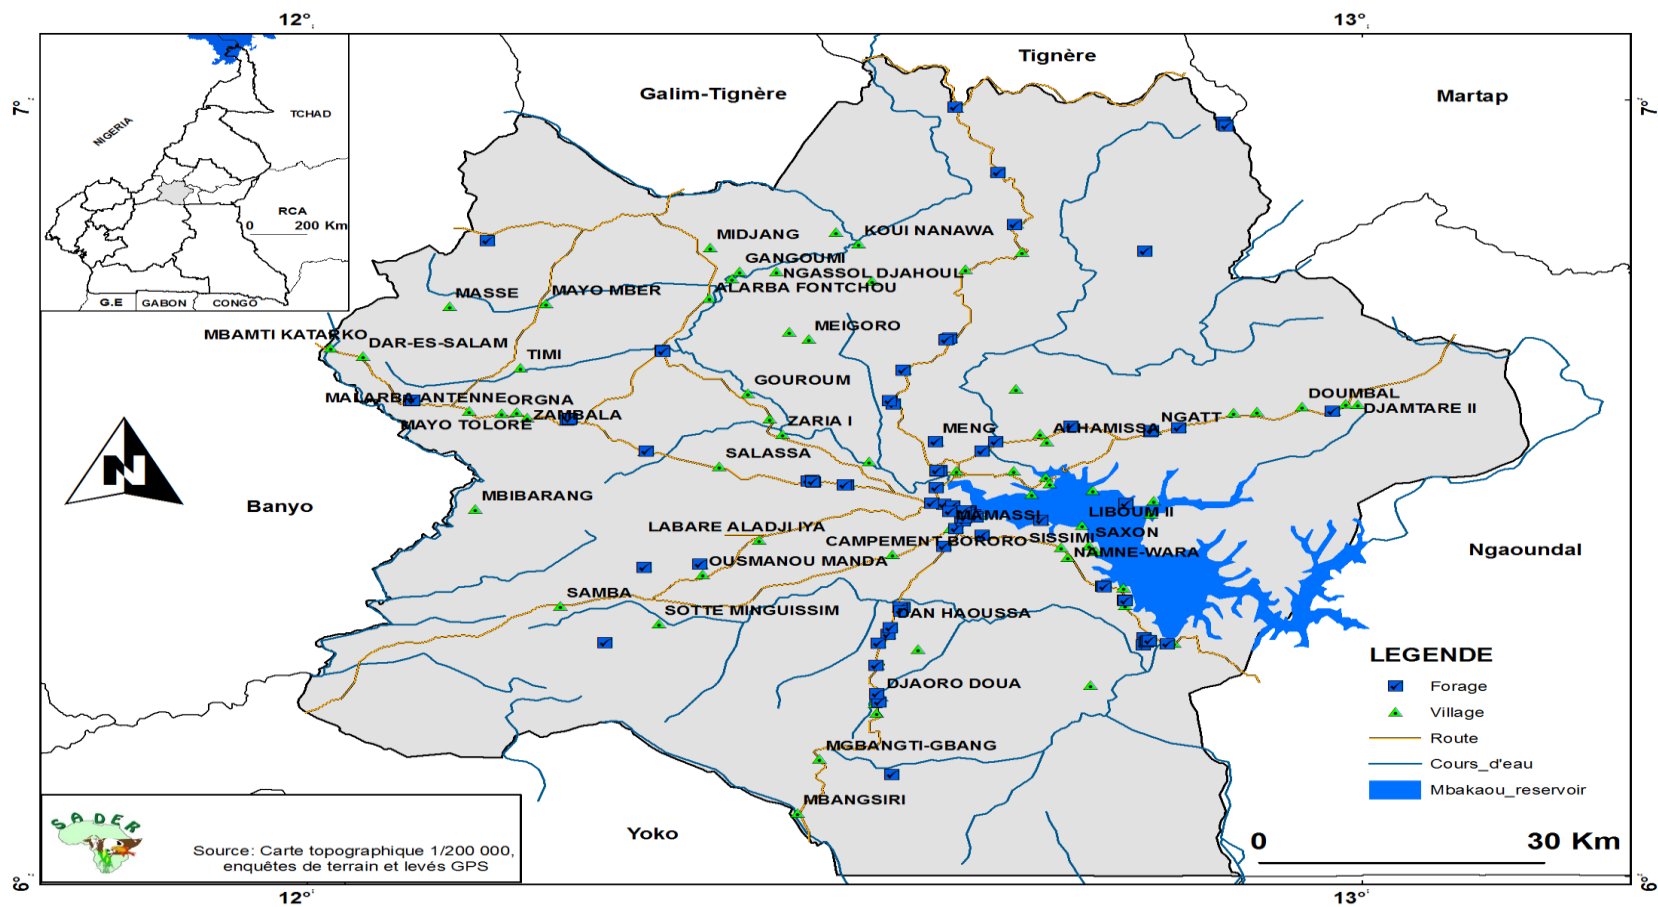 12°
13°
7°
7°
Tignère
Galim-Tignère
Martap
NIGERIA
TCHAD
RCA
0 200 Km
G.E
GABON
CONGO
MIDJANG
KOUI NANAWA
GANGOUMI
NGASSOL DJAHOUL
ALARBA FONTCHOU
MASSE
MAYO MBER
MBAMTI KATARKO
DAR-ES-SALAM
MEIGORO
TIMI
GOUROUM
DOUMBAL
MALARBA ANTENNE
ORGNA
DJAMTARE II
MAYO TOLORE
ZAMBALA
ZARIA I
MENG
ALHAMISSA
NGATT
SALASSA
N
Banyo
MBIBARANG
LABARE ALADJI IYA
MAMASSI
LIBOUM II
CAMPEMENT BORORO
SISSIMI
SAXON
NAMNE-WARA
Ngaoundal
OUSMANOU MANDA
SAMBA
SOTTE MINGUISSIM
DAN HAOUSSA
DJAORO DOUA
MGBANGTI-GBANG
MBANGSIRI
Yoko
LEGENDE
Forage
Village
Route
Cours_d'eau
Mbakaou_reservoir
0 30 Km
SADER
Source: Carte topographique 1/200 000,
enquêtes de terrain et levés GPS
6°
6°
12°
13°